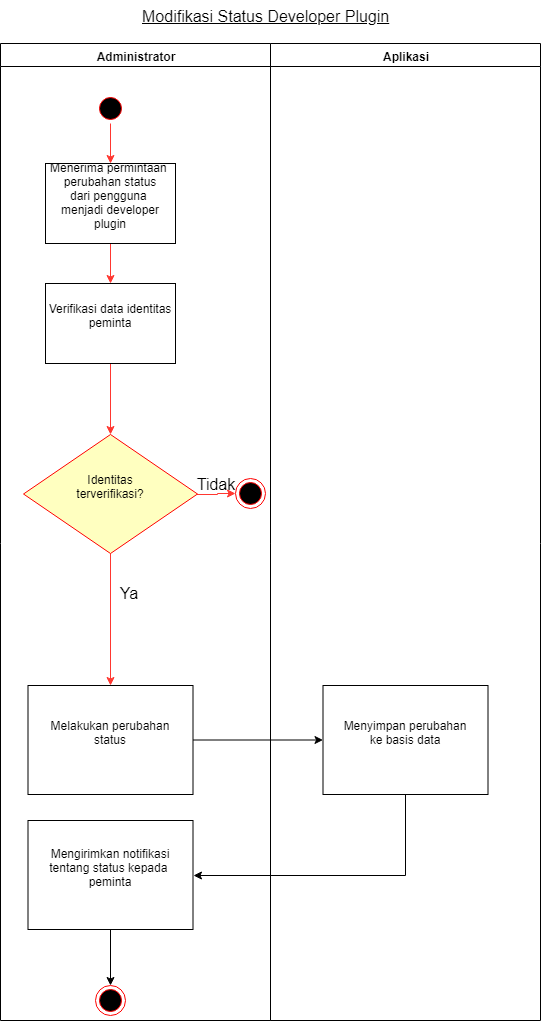 Modifikasi Status Developer Plugin
Administrator
Aplikasi
Menerima permintaan
perubahan status
dari pengguna
menjadi developer
plugin
Verifikasi data identitas
peminta
Identitas
terverifikasi?
Tidak
Ya
Melakukan perubahan
status
Menyimpan perubahan
ke basis data
Mengirimkan notifikasi
tentang status kepada
peminta